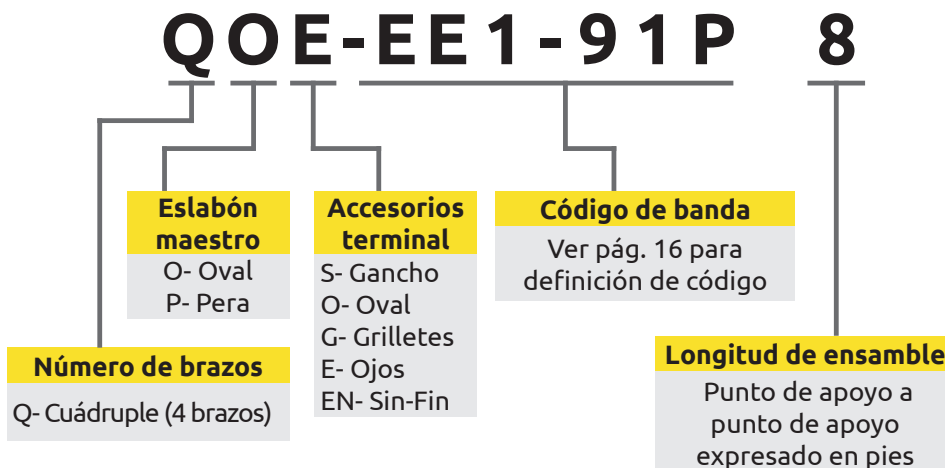 QOE-EE1-91P 8
Eslabón
maestro
O- Oval
P- Pera
Accesorios
terminal
S- Gancho
O- Oval
G- Grilletes
E- Ojos
EN- Sin-Fin
Código de banda
Ver pág. 16 para
definición de código
Número de brazos
Q- Cuádruple (4 brazos)
Longitud de ensamble
Punto de apoyo a
punto de apoyo
expresado en pies